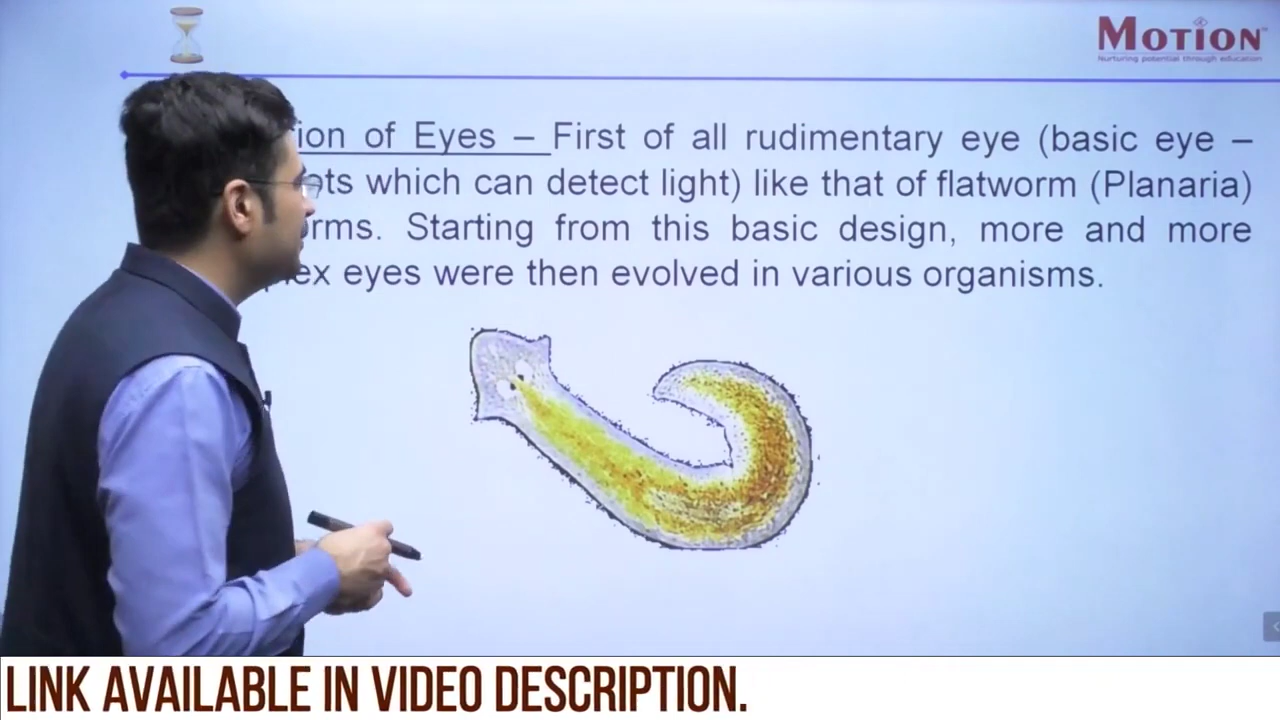 MOTION
Nurturing potential through education
ion of Eyes – First of all rudimentary eye (basic eye –
ots which can detect light) like that of flatworm (Planaria)
orms. Starting from this basic design, more and more
ex eyes were then evolved in various organisms.
LINK AVAILABLE IN VIDEO DESCRIPTION.